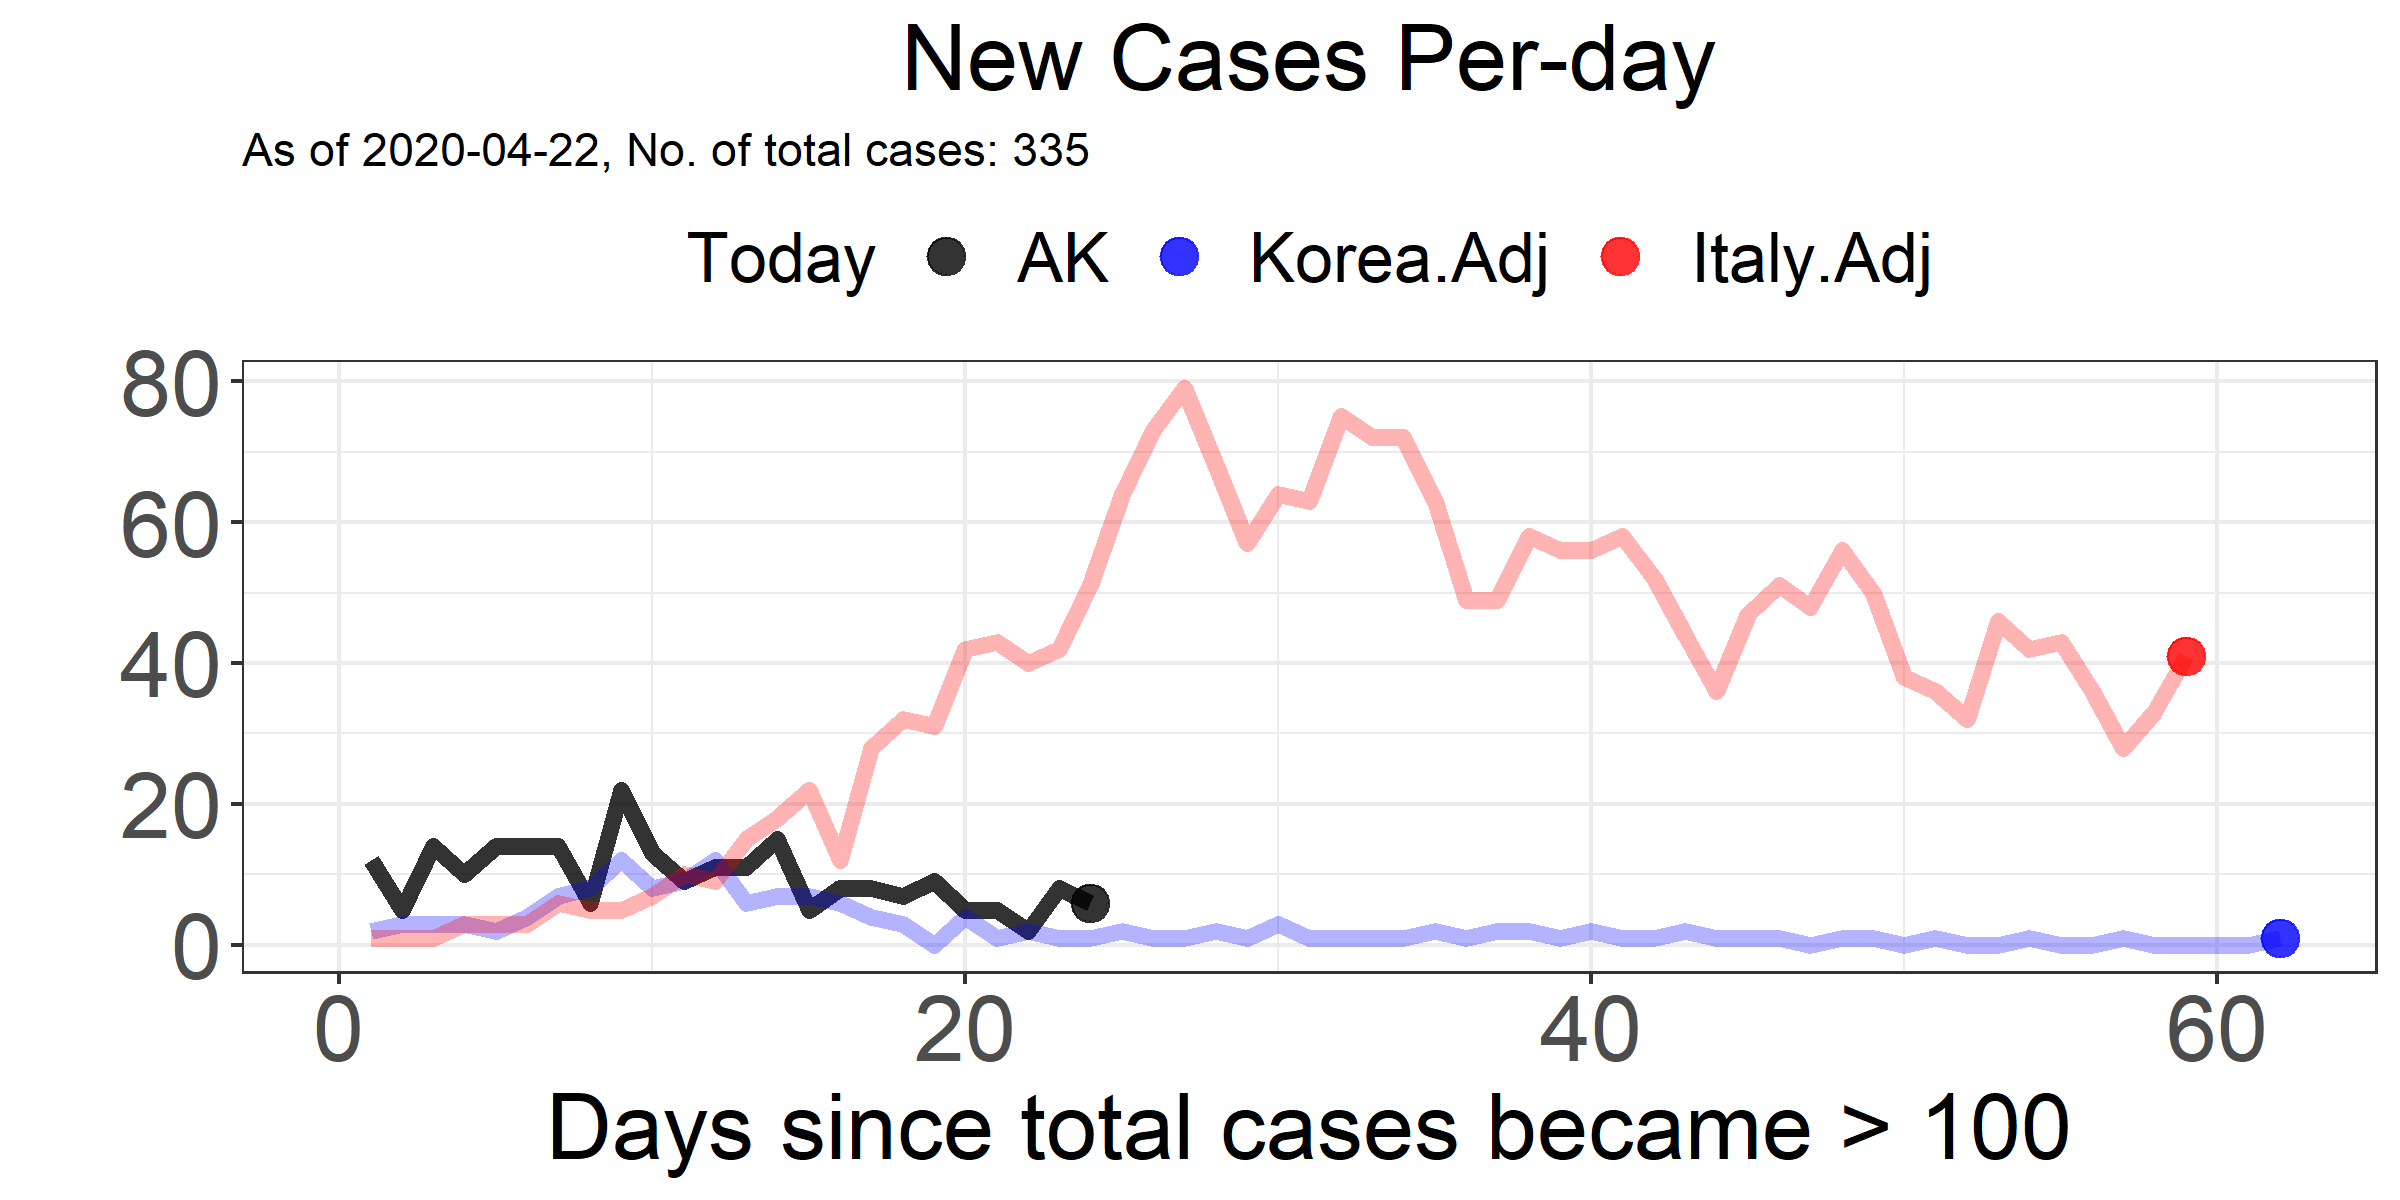 New Cases Per-day
As of 2020-04-22, No. of total cases: 335
Today AK Korea.Adj Italy.Adj
80
60
40
20
0
0 20 40 60
Days since total cases became > 100